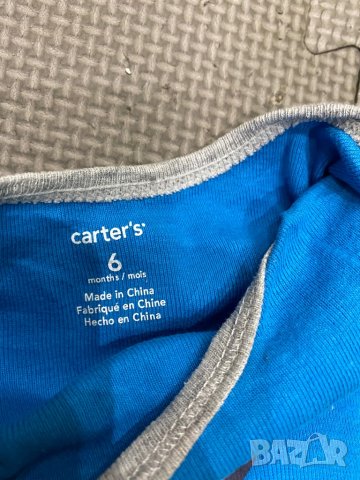 carter's®
6
months / mois
Made in China
Fabriqué en Chine
Hecho en China
BAZAR